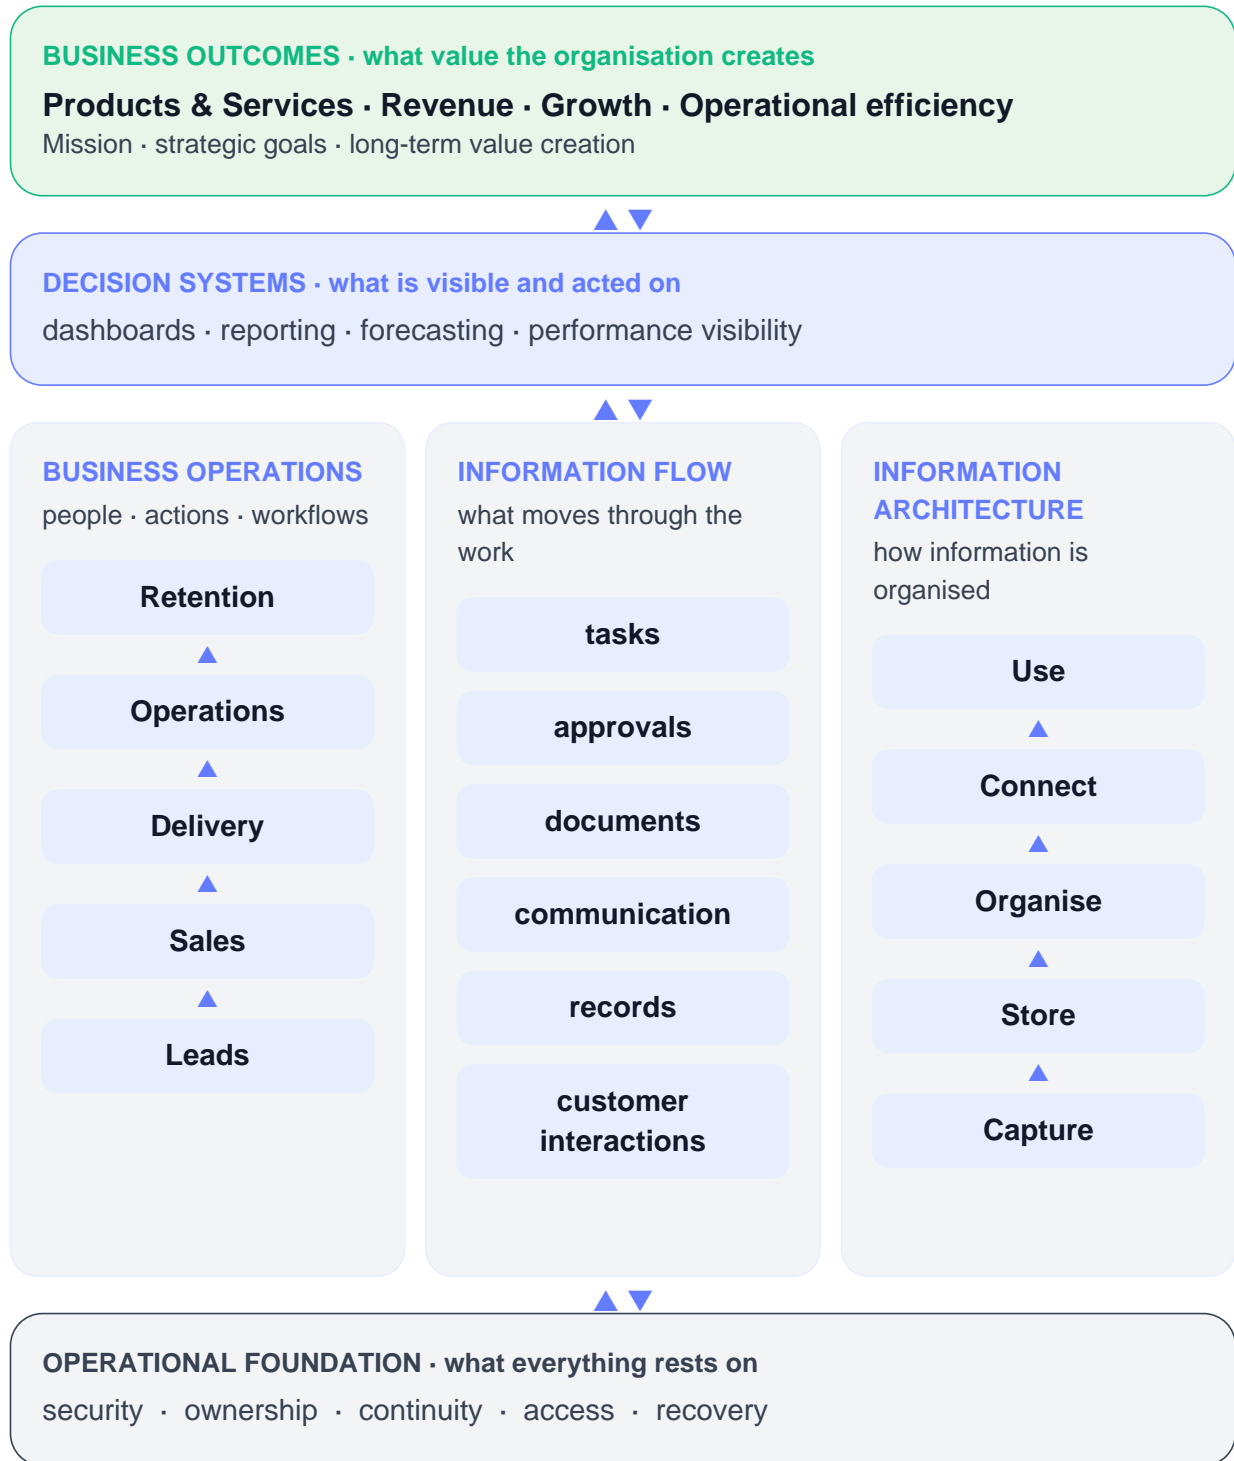 BUSINESS OUTCOMES · what value the organisation creates
Products & Services · Revenue · Growth · Operational efficiency
Mission · strategic goals · long-term value creation
DECISION SYSTEMS · what is visible and acted on
dashboards · reporting · forecasting · performance visibility
BUSINESS OPERATIONS
people · actions · workflows
Retention
Operations
Delivery
Sales
Leads
INFORMATION FLOW
what moves through the
work
tasks
approvals
documents
communication
records
customer
interactions
INFORMATION
ARCHITECTURE
how information is
organised
Use
Connect
Organise
Store
Capture
OPERATIONAL FOUNDATION · what everything rests on
security · ownership · continuity · access · recovery